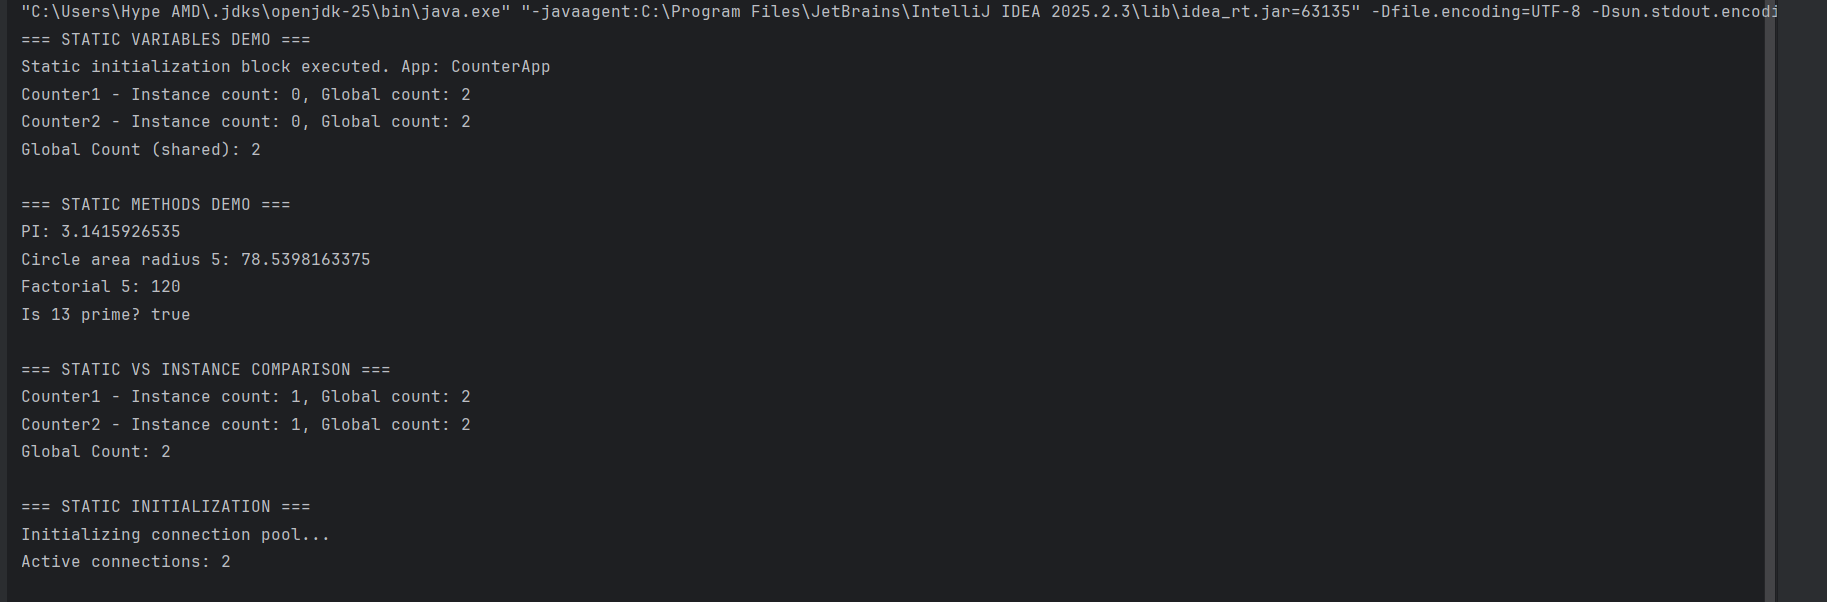 "C:\Users\Hype AMD\.jdks\openjdk-25\bin\java.exe" "-javaagent:C:\Program Files\JetBrains\IntelliJ IDEA 2025.2.3\lib\idea_rt.jar=63135" -Dfile.encoding=UTF-8 -Dsun.stdout.encodi
=== STATIC VARIABLES DEMO ===
Static initialization block executed. App: CounterApp
Counter1 - Instance count: 0, Global count: 2
Counter2 - Instance count: 0, Global count: 2
Global Count (shared): 2
=== STATIC METHODS DEMO ===
PI: 3.1415926535
Circle area radius 5: 78.5398163375
Factorial 5: 120
Is 13 prime? true
=== STATIC VS INSTANCE COMPARISON ===
Counter1 - Instance count: 1, Global count: 2
Counter2 - Instance count: 1, Global count: 2
Global Count: 2
=== STATIC INITIALIZATION ===
Initializing connection pool...
Active connections: 2